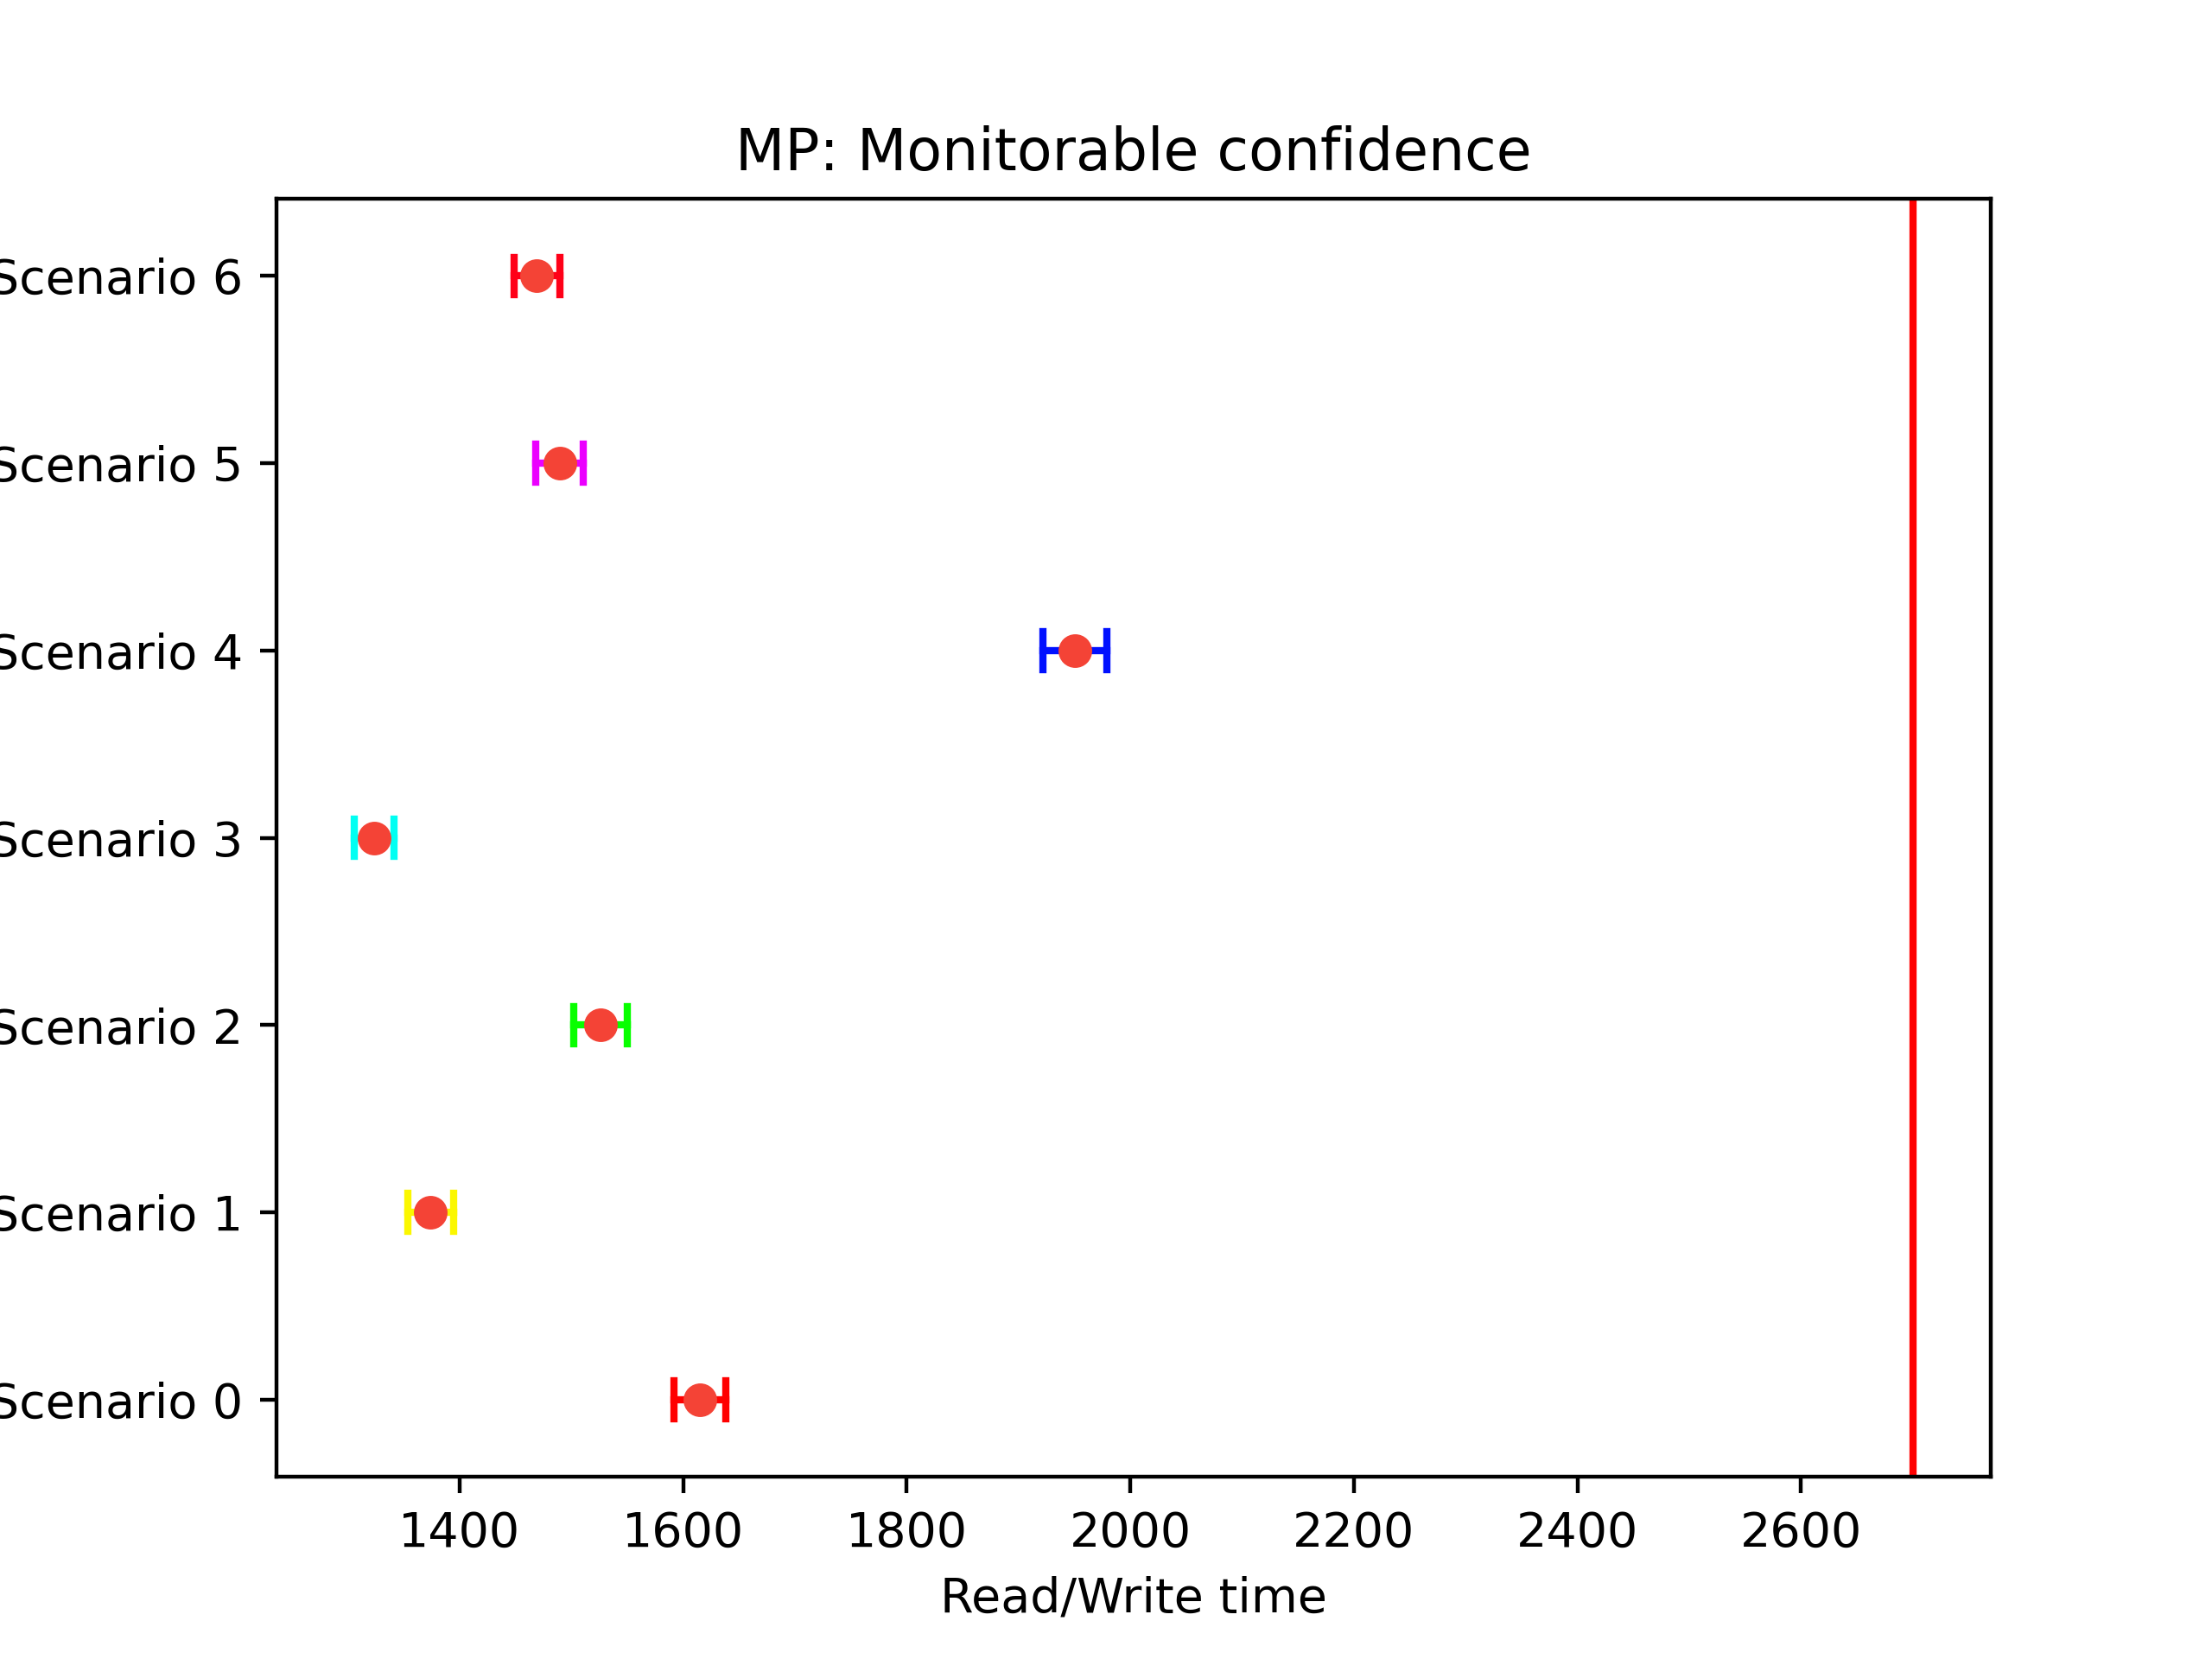 MP: Monitorable confidence
Scenario 6
Scenario 5
Scenario 4
Scenario 3
Scenario 2
Scenario 1
Scenario 0
1400 1600 1800 2000 2200 2400 2600
Read/Write time